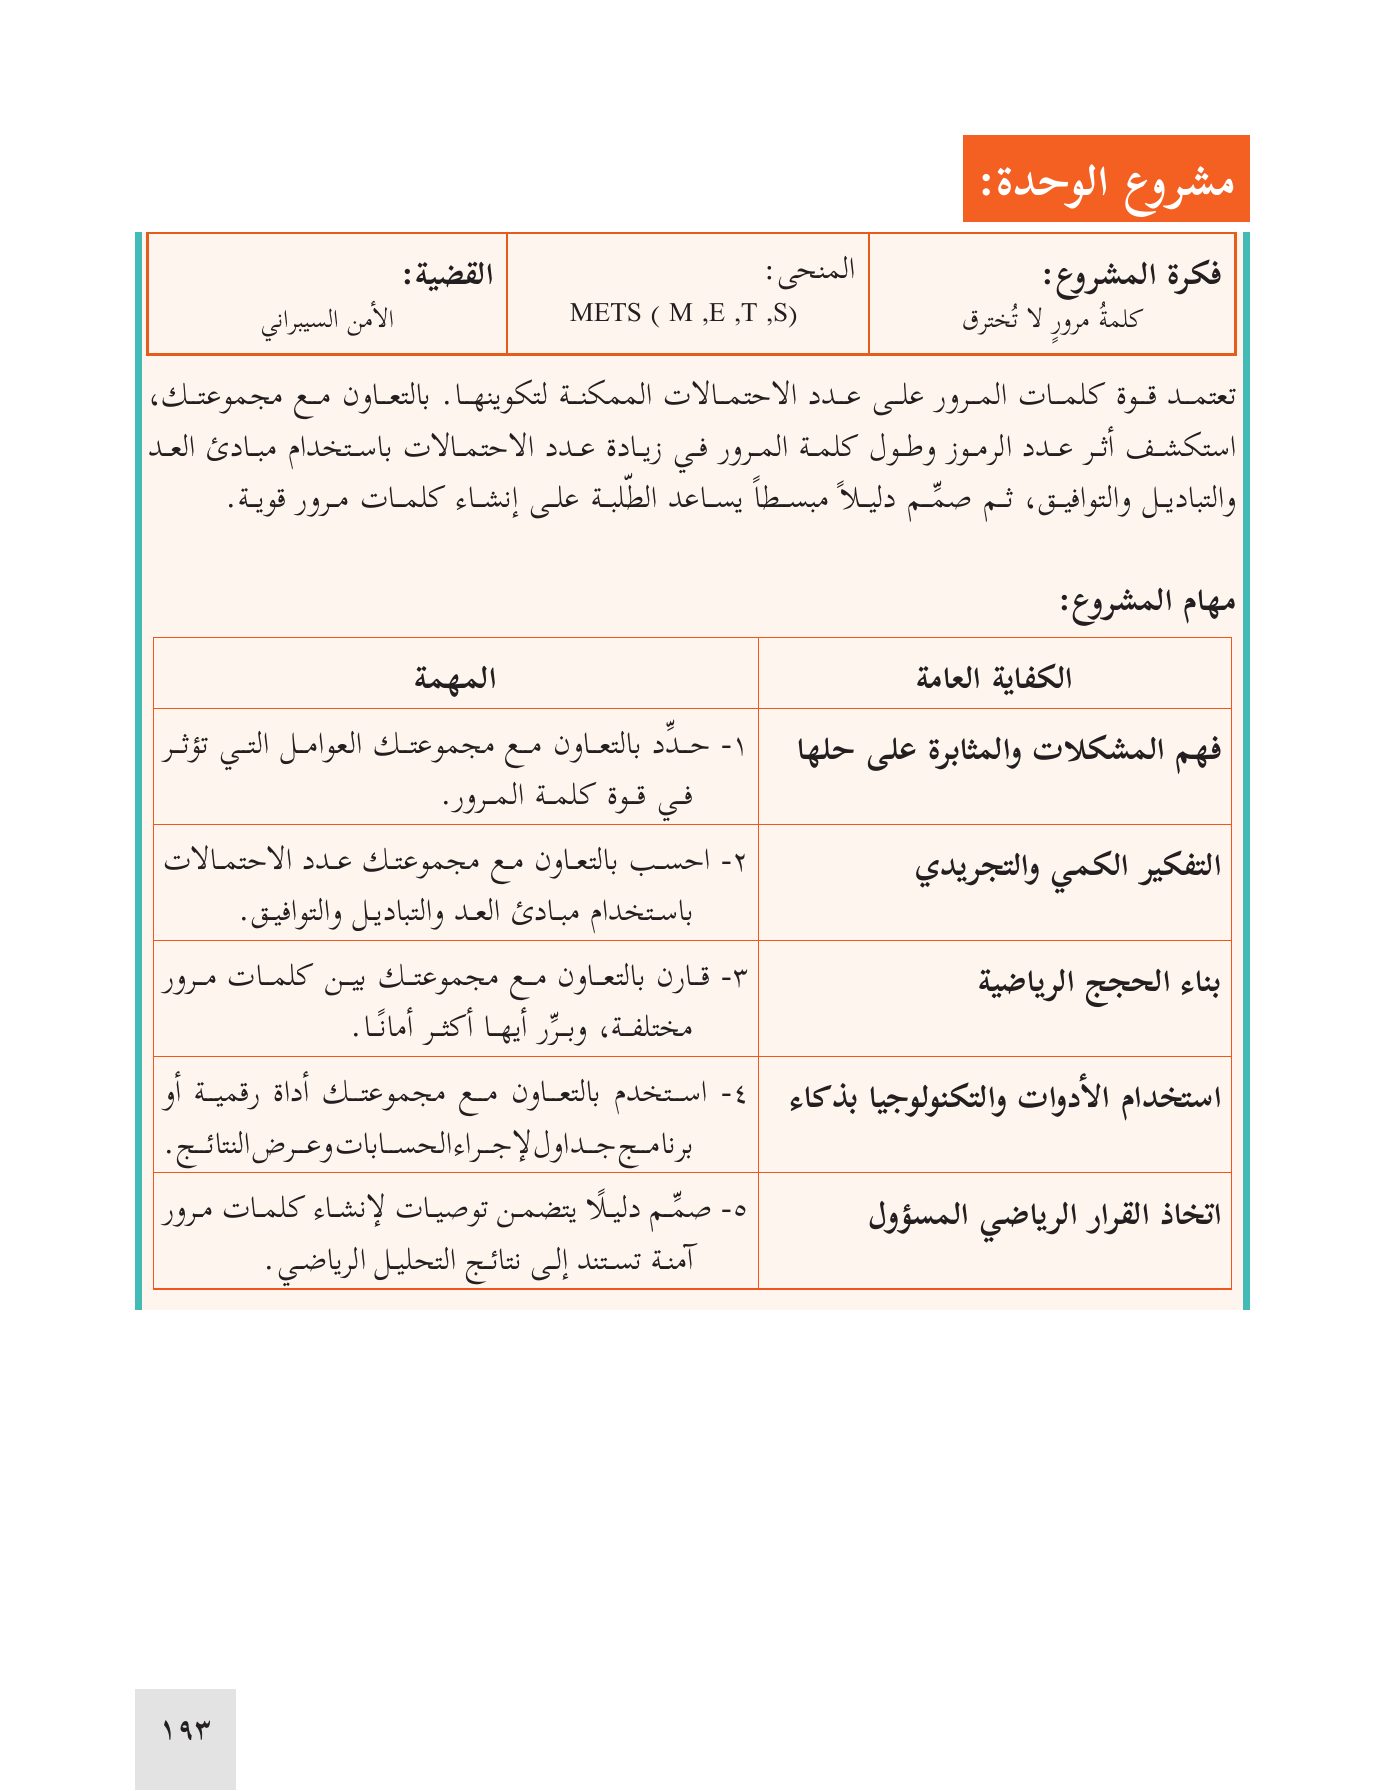 مشروع الوحدة:
فكرة المشروع:
كلمةُ مرورٍ لا تُخترق
المنحى:
METS ( M ,E ,T ,S)
القضية:
الأمن السيبراني
تعتمد قوة كلمات المرور على عدد الاحتمالات الممكنة لتكوينها. بالتعاون مع مجموعتك،
استكشف أثر عدد الرموز وطول كلمة المرور في زيادة عدد الاحتمالات باستخدام مبادئ العد
والتباديل والتوافيق، ثم صمِّم دليلاً مبسطاً يساعد الطّلبة على إنشاء كلمات مرور قوية.
مهام المشروع:
الكفاية العامة
المهمة
فهم المشكلات والمثابرة على حلها
١- حدِّد بالتعاون مع مجموعتك العوامل التي تؤثر
في قوة كلمة المرور.
التفكير الكمي والتجريدي
٢- احسب بالتعاون مع مجموعتك عدد الاحتمالات
باستخدام مبادئ العد والتباديل والتوافيق.
بناء الحجج الرياضية
٣- قارن بالتعاون مع مجموعتك بين كلمات مرور
مختلفة، وبرِّر أيها أكثر أمانًا.
استخدام الأدوات والتكنولوجيا بذكاء
٤- استخدم بالتعاون مع مجموعتك أداة رقمية أو
برنامج جداول لإجراء الحسابات وعرض النتائج.
اتخاذ القرار الرياضي المسؤول
٥- صمِّم دليلًا يتضمن توصيات لإنشاء كلمات مرور
آمنة تستند إلى نتائج التحليل الرياضي.
١٩٣